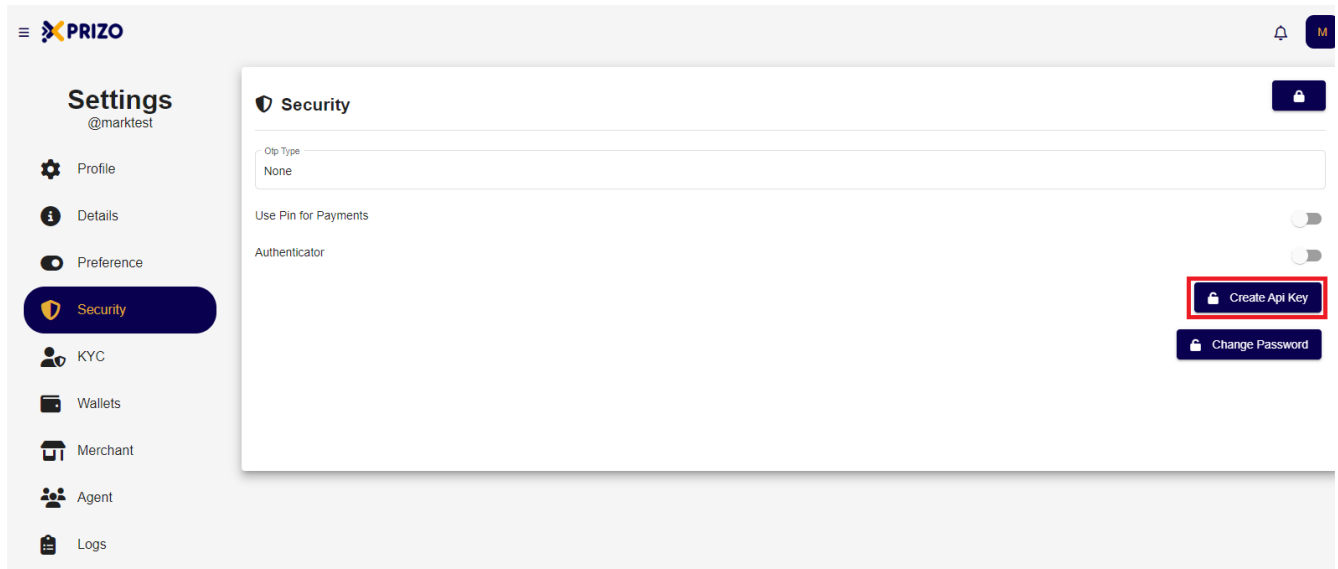 XPRIZO
M
Settings
@marktest
Profile
Details
Preference
Security
KYC
Wallets
Merchant
Agent
Logs
Security
Otp Type
None
Use Pin for Payments
Authenticator
Create Api Key
Change Password